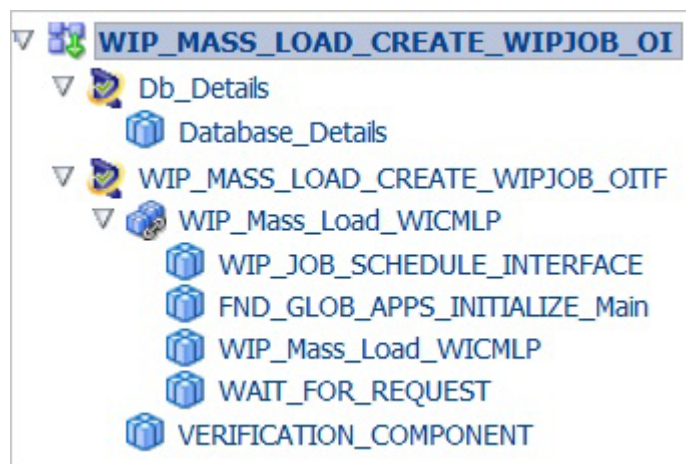 WIP_MASS_LOAD_CREATE_WIPJOB_OI
Db_Details
Database_Details
WIP_MASS_LOAD_CREATE_WIPJOB_OITF
WIP_Mass_Load_WICMLP
WIP_JOB_SCHEDULE_INTERFACE
FND_GLOB_APPS_INITIALIZE_Main
WIP_Mass_Load_WICMLP
WAIT_FOR_REQUEST
VERIFICATION_COMPONENT